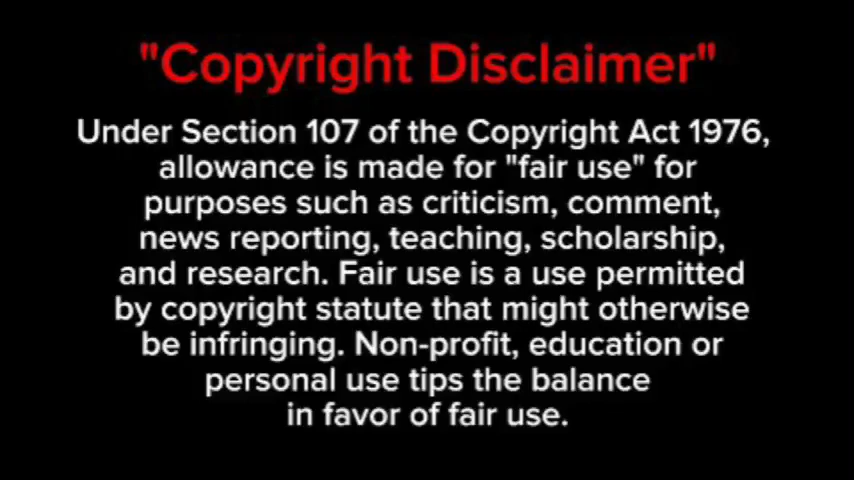 "Copyright Disclaimer"
Under Section 107 of the Copyright Act 1976,
allowance is made for "fair use" for
purposes such as criticism, comment,
news reporting, teaching, scholarship,
and research. Fair use is a use permitted
by copyright statute that might otherwise
be infringing. Non-profit, education or
personal use tips the balance
in favor of fair use.